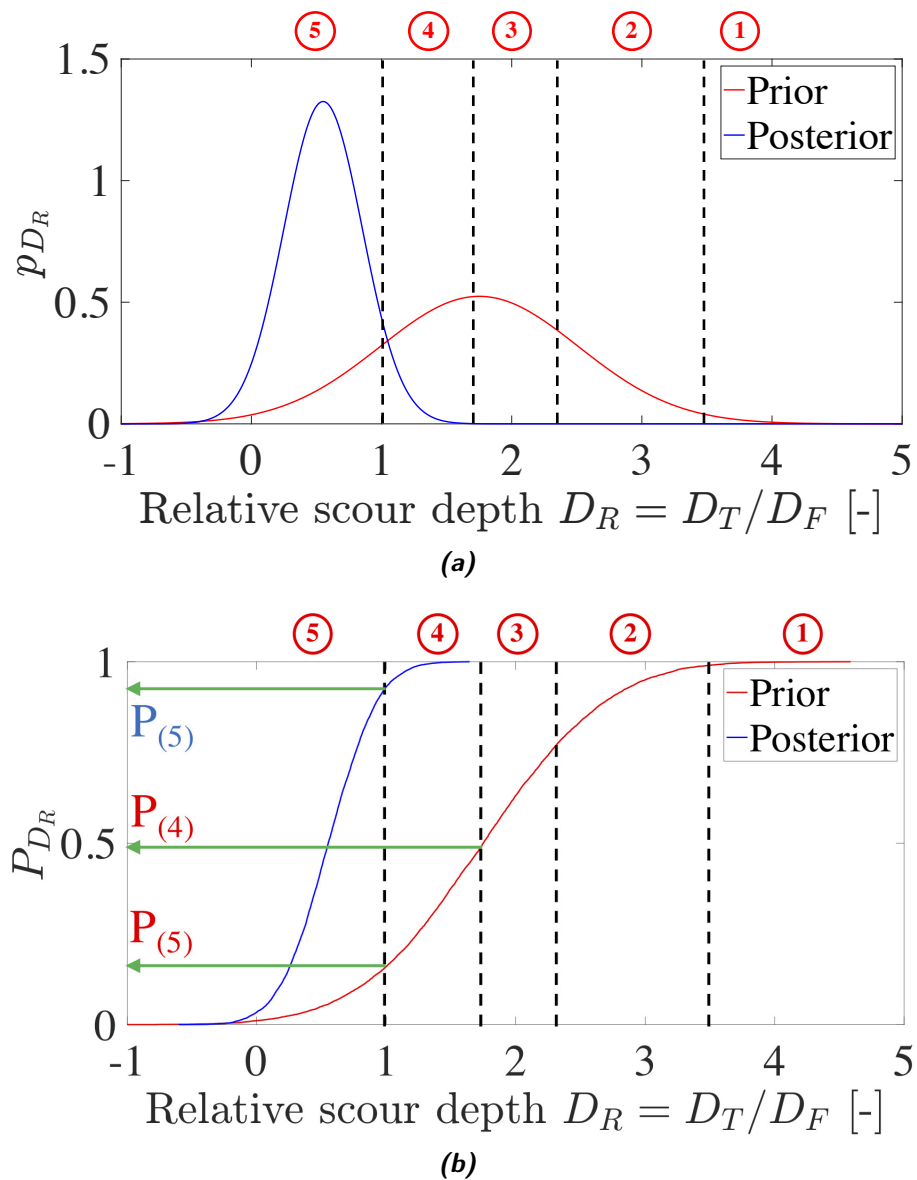 5 4 3 2 1
1.5
1
0.5
0
p_{D_R}
Prior
Posterior
-1 0 1 2 3 4 5
Relative scour depth D_R = D_T/D_F [-]
(a)
5 4 3 2 1
1
0.5
0
P_{D_R}
P_{(5)}
P_{(4)}
P_{(5)}
Prior
Posterior
-1 0 1 2 3 4 5
Relative scour depth D_R = D_T/D_F [-]
(b)